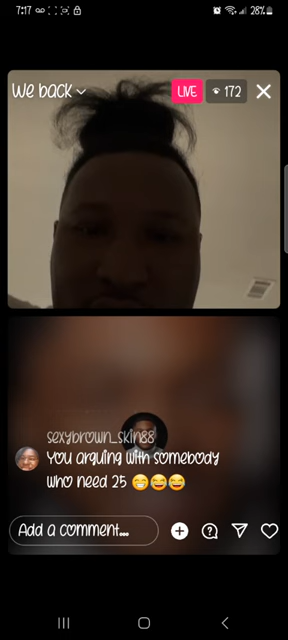 7:17
28%
We back
LIVE
172
sexybrown_skin88
You arguing with somebody
who need 25 😁😂😂
Add a comment...